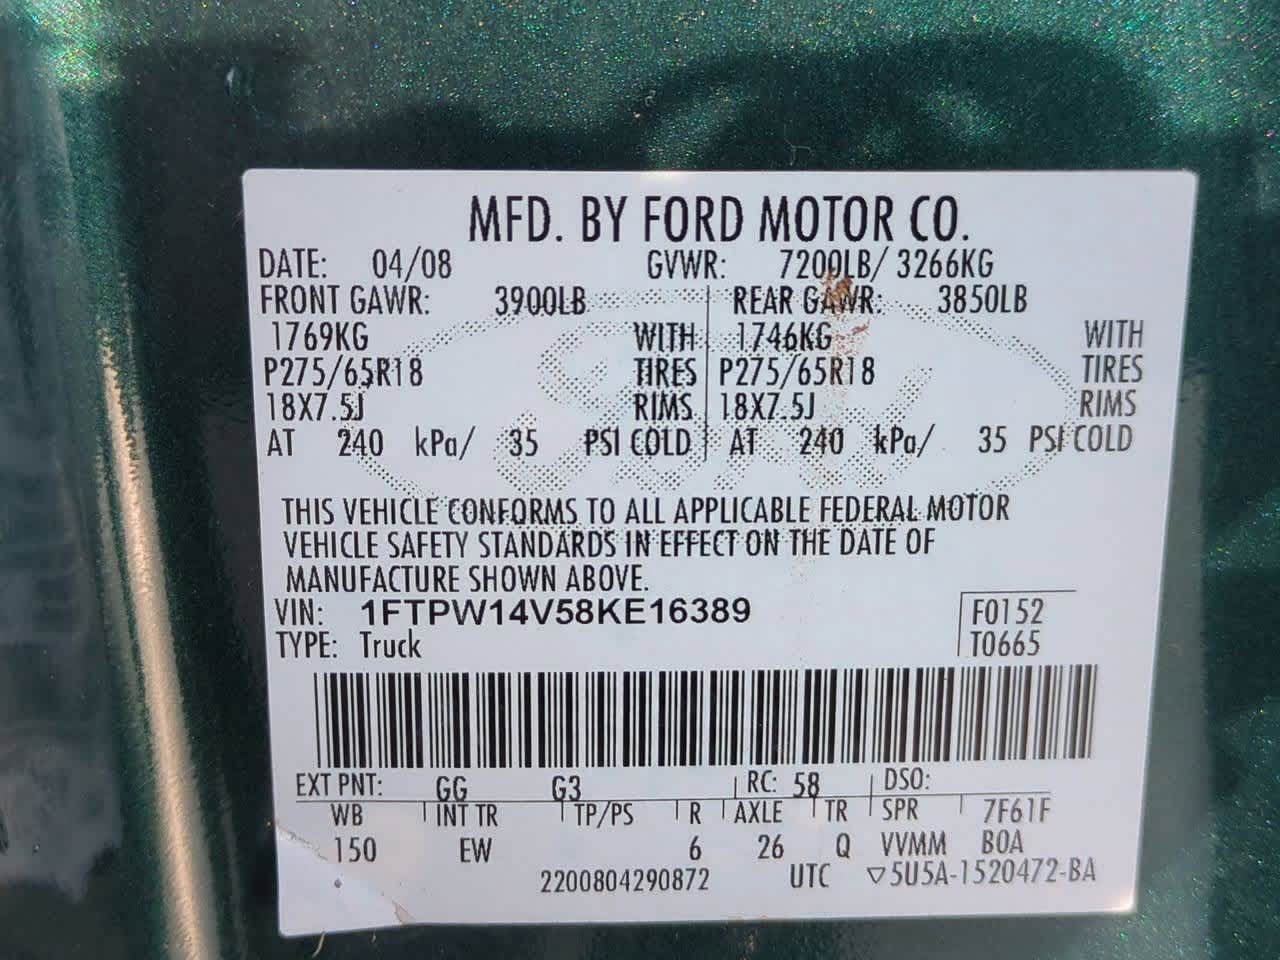 MFD. BY FORD MOTOR CO.
DATE: 04/08 GVWR: 7200LB/ 3266KG
FRONT GAWR: 3900LB REAR GAWR: 3850LB
1769KG WITH 1746KG WITH
P275/65R18 TIRES P275/65R18 TIRES
18X7.5J RIMS 18X7.5J RIMS
AT 240 kPa/ 35 PSI COLD AT 240 kPa/ 35 PSI COLD
THIS VEHICLE CONFORMS TO ALL APPLICABLE FEDERAL MOTOR
VEHICLE SAFETY STANDARDS IN EFFECT ON THE DATE OF
MANUFACTURE SHOWN ABOVE.
VIN: 1FTPW14V58KE16389 F0152
TYPE: Truck T0665
EXT PNT: GG G3 RC: 58 DSO:
WB INT TR TP/PS R AXLE TR SPR 7F61F
150 EW 6 26 Q VVMM BOA
2200804290872 UTC ▽5U5A-1520472-BA